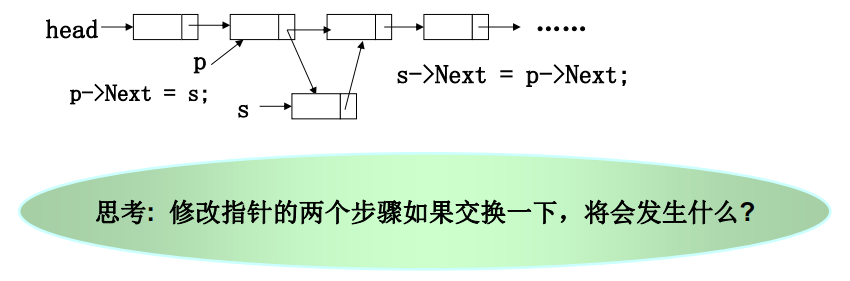 head
……
p
s->Next = p->Next;
p->Next = s;
s
思考: 修改指针的两个步骤如果交换一下，将会发生什么?